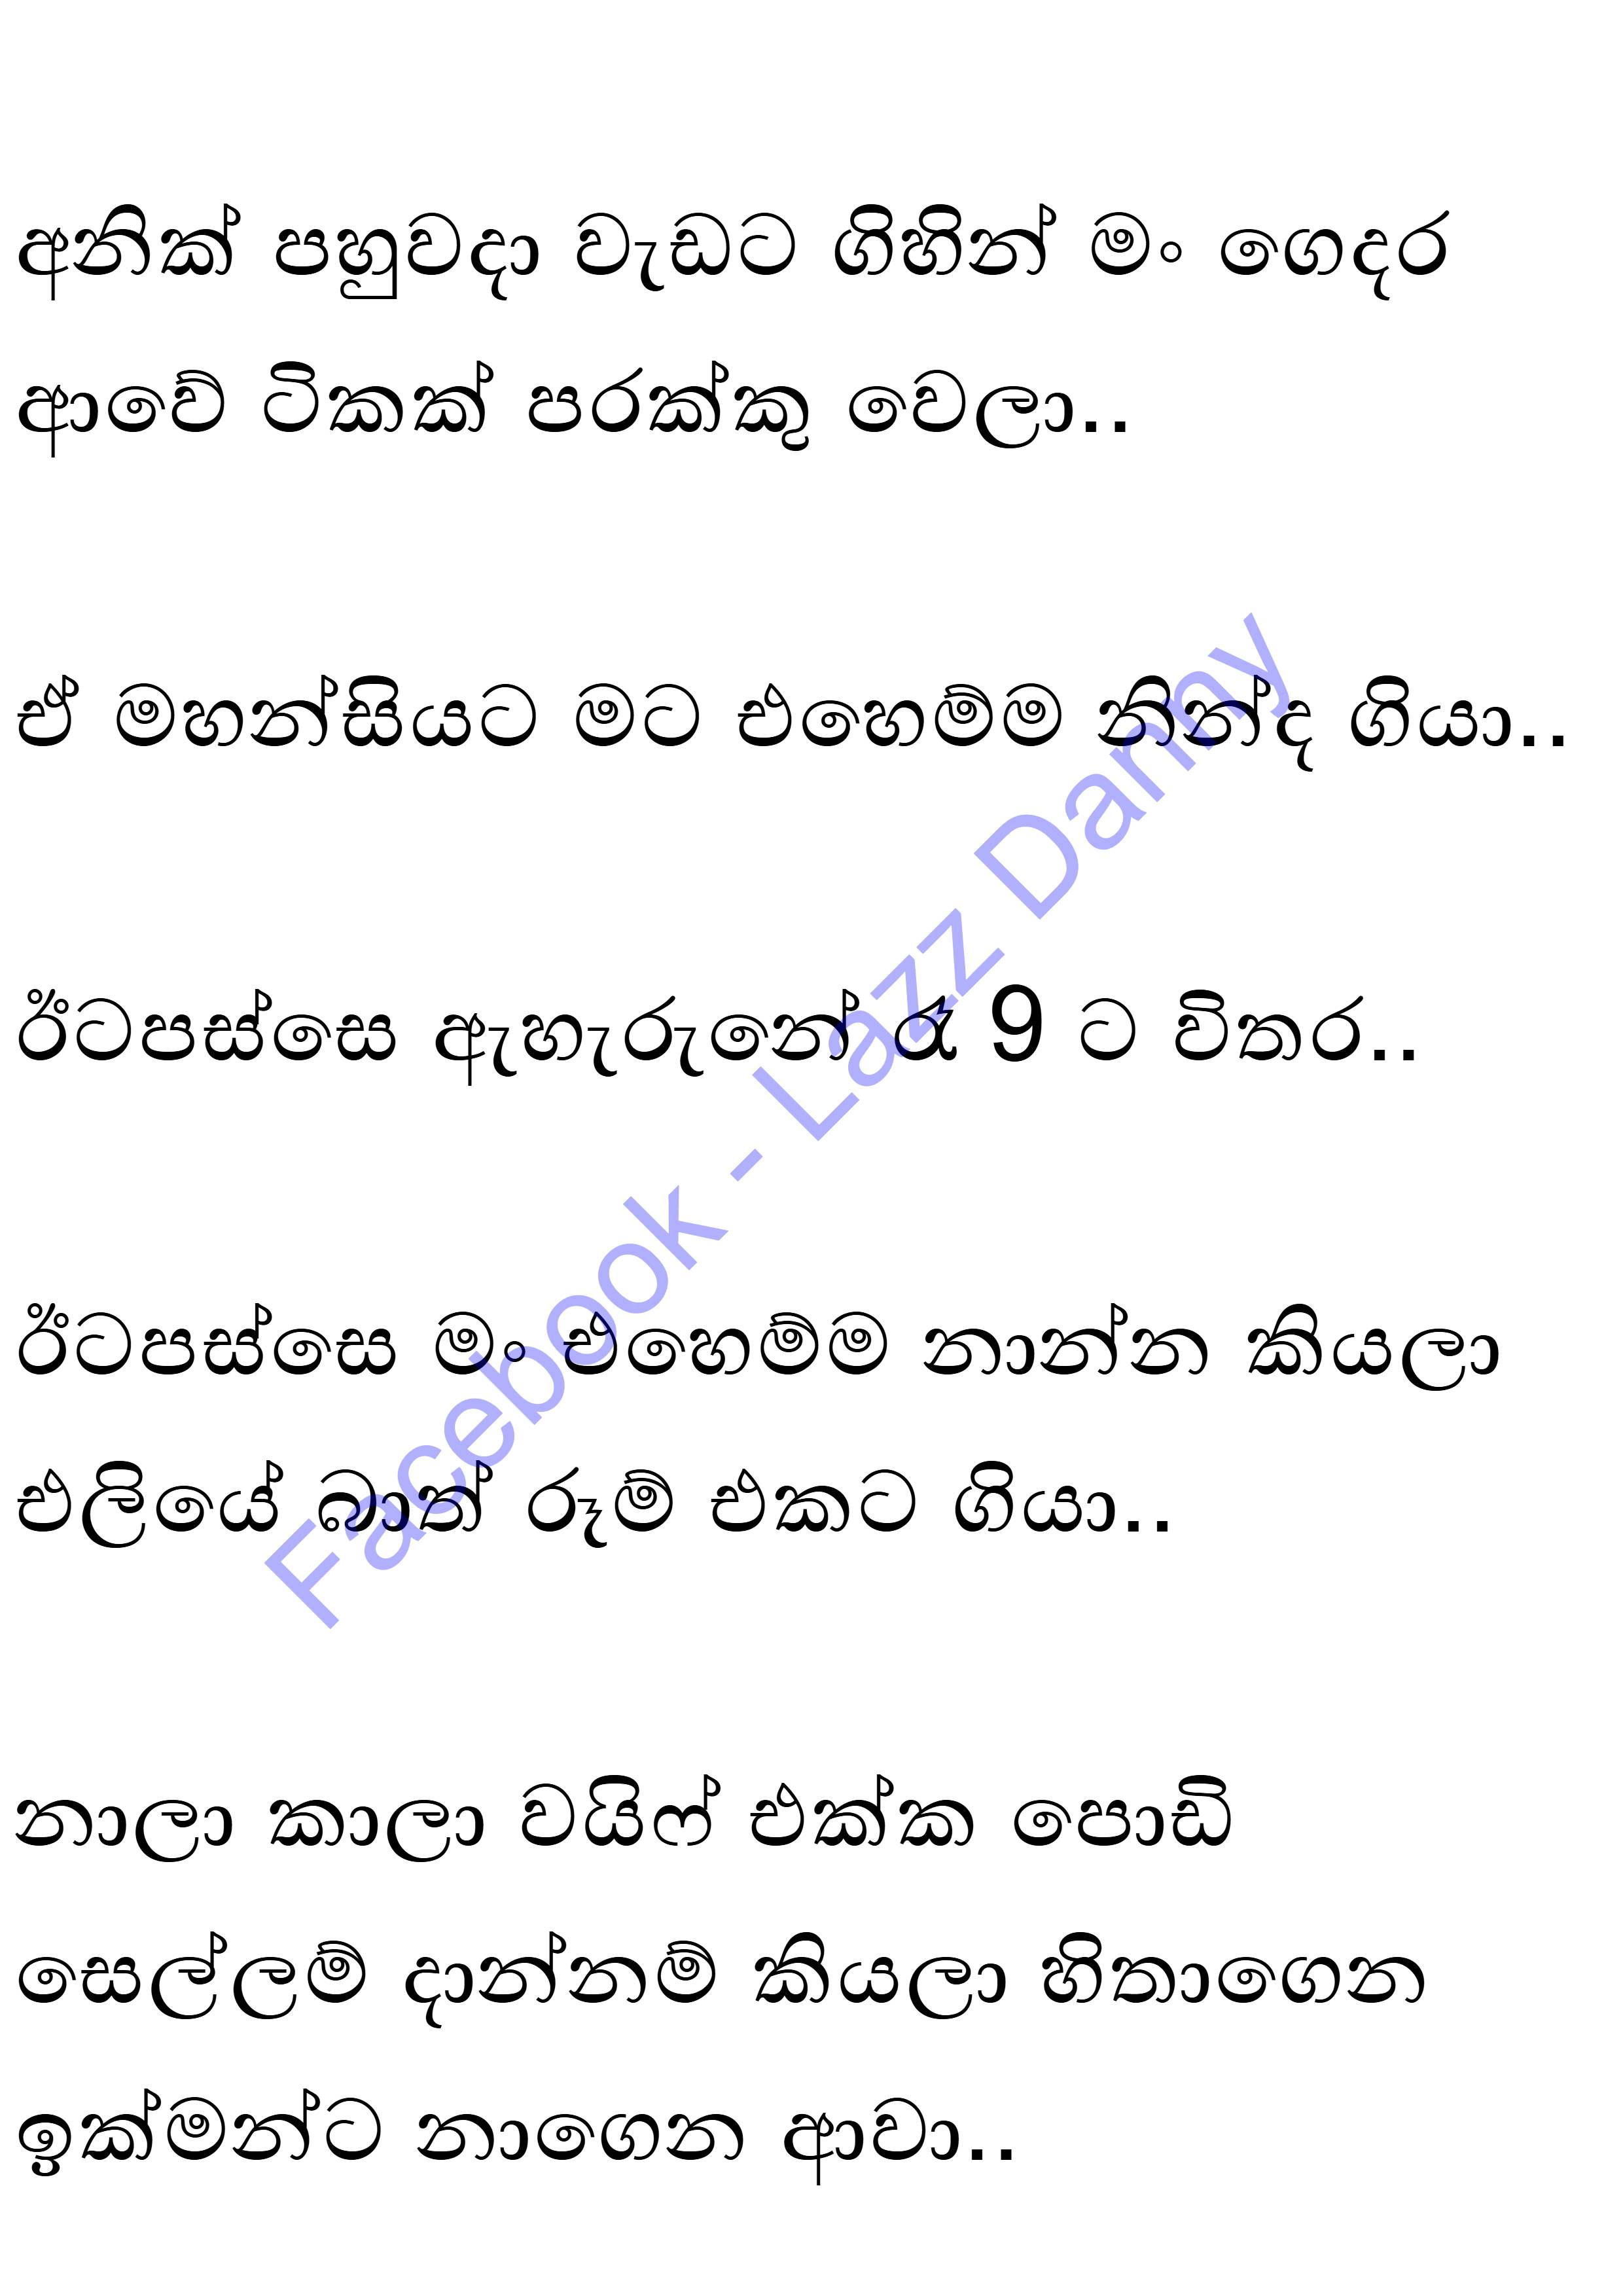 අනික් පහුවදා වැඩට ගිහින් මං ගෙදර
ආවේ ටිකක් පරක්කු වෙලා..
ඒ මහන්සියට මට එහෙම්ම නින්ද ගියා..
ඊටපස්සෙ ඇහැරුනේ රෑ 9 ට විතර..
ඊටපස්සෙ මං එහෙම්ම නාන්න කියලා
එලියේ බාත් රූම් එකට ගියා..
නාලා කාලා වයිෆ් එක්ක පොඩි
සෙල්ලම් දාන්නම් කියලා හිතාගෙන
ඉක්මන්ට නාගෙන ආවා..
Facebook - Lazz Danny